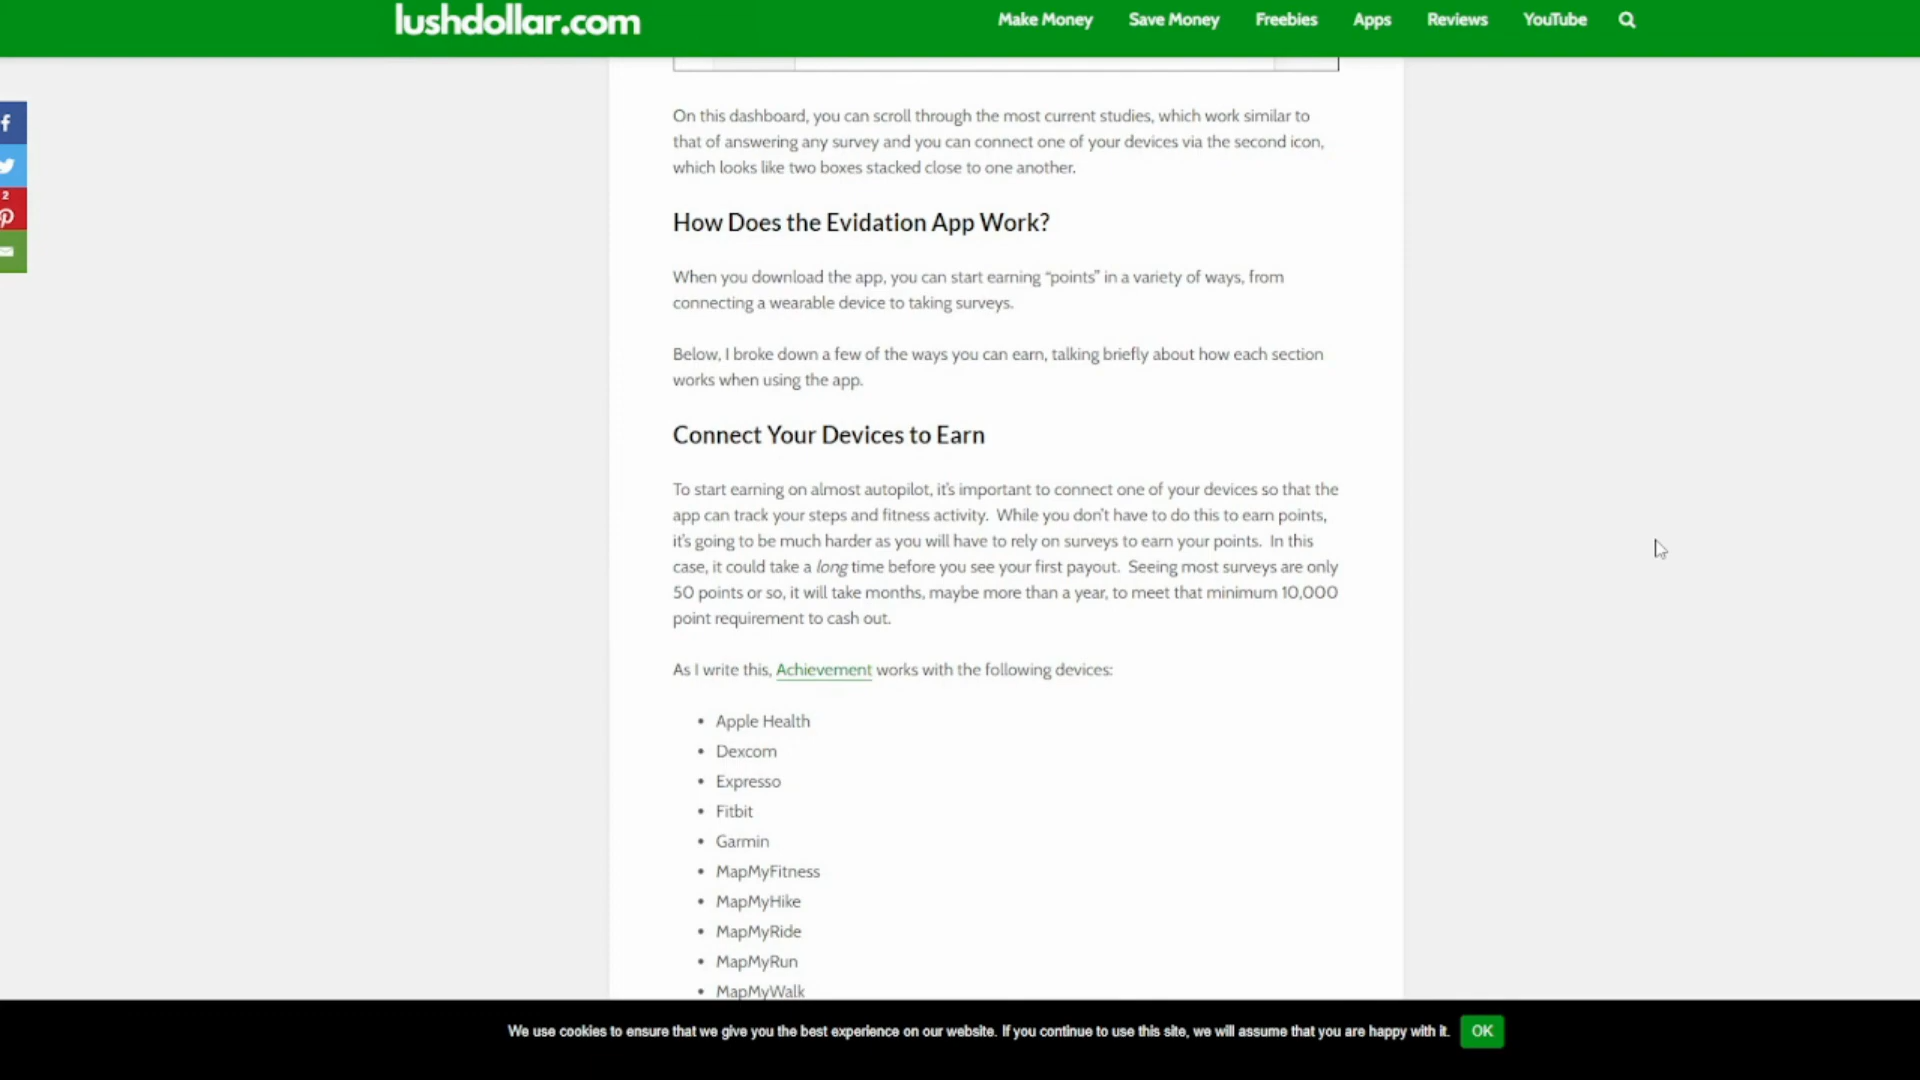 lushdollar.com
Make Money
Save Money
Freebies
Apps
Reviews
YouTube
2
On this dashboard, you can scroll through the most current studies, which work similar to
that of answering any survey and you can connect one of your devices via the second icon,
which looks like two boxes stacked close to one another.
How Does the Evidation App Work?
When you download the app, you can start earning “points” in a variety of ways, from
connecting a wearable device to taking surveys.
Below, I broke down a few of the ways you can earn, talking briefly about how each section
works when using the app.
Connect Your Devices to Earn
To start earning on almost autopilot, it’s important to connect one of your devices so that the
app can track your steps and fitness activity. While you don’t have to do this to earn points,
it’s going to be much harder as you will have to rely on surveys to earn your points. In this
case, it could take a long time before you see your first payout. Seeing most surveys are only
50 points or so, it will take months, maybe more than a year, to meet that minimum 10,000
point requirement to cash out.
As I write this, Achievement works with the following devices:
• Apple Health
• Dexcom
• Expresso
• Fitbit
• Garmin
• MapMyFitness
• MapMyHike
• MapMyRide
• MapMyRun
• MapMyWalk
We use cookies to ensure that we give you the best experience on our website. If you continue to use this site, we will assume that you are happy with it.
OK